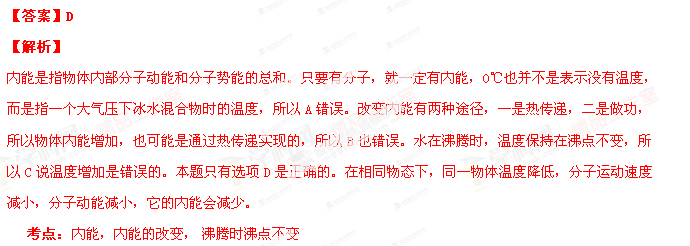 【答案】D
【解析】
内能是指物体内部分子动能和分子势能的总和。只要有分子，就一定有内能，0℃也并不是表示没有温度，
而是指一个大气压下冰水混合物时的温度，所以 A 错误。改变内能有两种途径，一是热传递，二是做功，
所以物体内能增加，也可能是通过热传递实现的，所以 B 也错误。水在沸腾时，温度保持在沸点不变，所
以 C 说温度增加是错误的。本题只有选项 D 是正确的。在相同物态下，同一物体温度降低，分子运动速度
减小，分子动能减小，它的内能会减少。
考点：内能，内能的改变， 沸腾时沸点不变